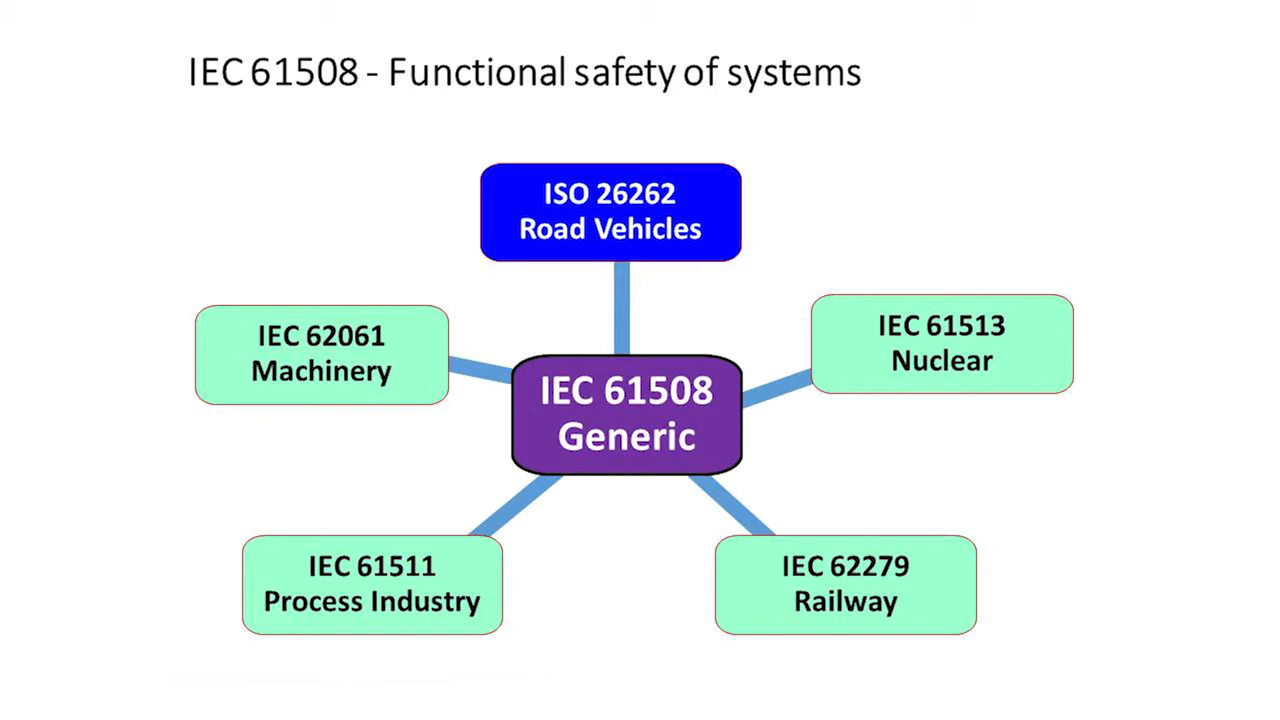 IEC 61508 - Functional safety of systems
ISO 26262
Road Vehicles
IEC 62061
Machinery
IEC 61513
Nuclear
IEC 61508
Generic
IEC 61511
Process Industry
IEC 62279
Railway